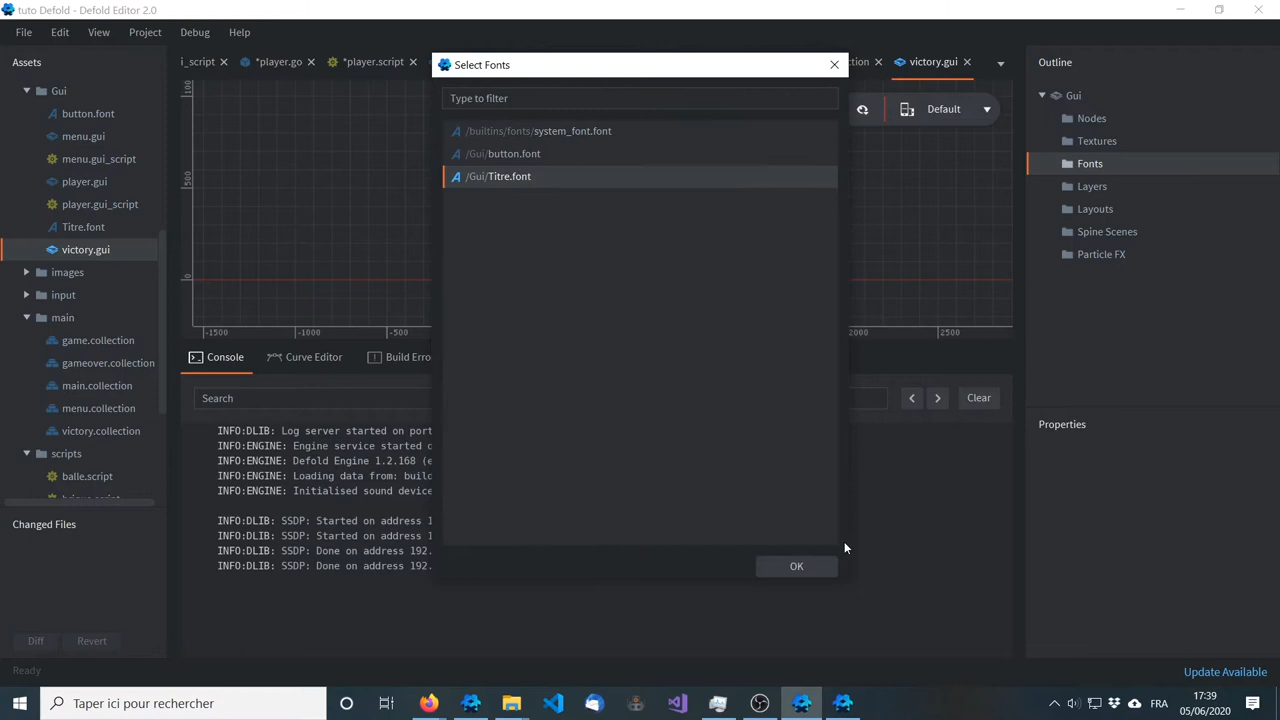 tuto Defold - Defold Editor 2.0
File Edit View Project Debug Help
Assets
Gui
button.font
menu.gui
menu.gui_script
player.gui
player.gui_script
Titre.font
victory.gui
images
input
main
game.collection
gameover.collection
main.collection
menu.collection
victory.collection
scripts
balle.script
Changed Files
Diff Revert
Ready
i_script *player.go *player.script
victory.gui
Default
Select Fonts
Type to filter
/builtins/fonts/system_font.font
/Gui/button.font
/Gui/Titre.font
OK
-1500 -1000 -500 2000 2500
Console Curve Editor Build Erro
Search
Clear
INFO:DLIB: Log server started on port
INFO:ENGINE: Engine service started o
INFO:ENGINE: Defold Engine 1.2.168 (e
INFO:ENGINE: Loading data from: build
INFO:ENGINE: Initialised sound device
INFO:DLIB: SSDP: Started on address 1
INFO:DLIB: SSDP: Started on address 1
INFO:DLIB: SSDP: Done on address 192.
INFO:DLIB: SSDP: Done on address 192.
Outline
Gui
Nodes
Textures
Fonts
Layers
Layouts
Spine Scenes
Particle FX
Properties
Update Available
Taper ici pour rechercher
FRA
17:39
05/06/2020